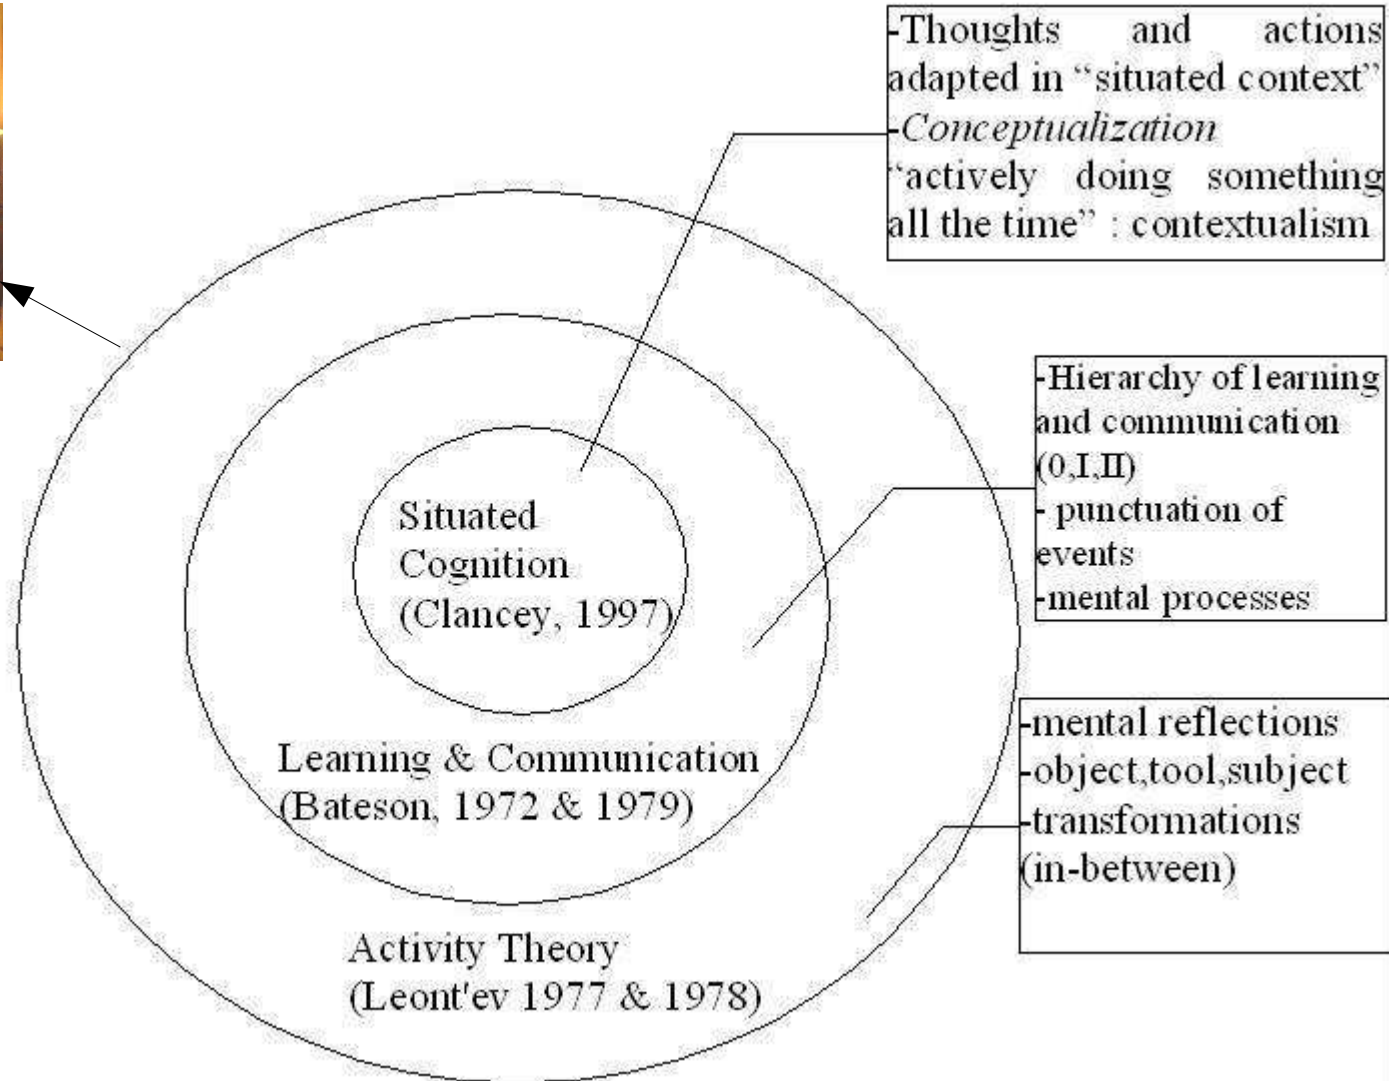 -Thoughts and actions
adapted in “situated context”
-Conceptualization
“actively doing something
all the time” : contextualism
-Hierarchy of learning
and communication
(0,I,II)
- punctuation of
events
-mental processes
Situated
Cognition
(Clancey, 1997)
-mental reflections
-object,tool,subject
-transformations
(in-between)
Learning & Communication
(Bateson, 1972 & 1979)
Activity Theory
(Leont'ev 1977 & 1978)